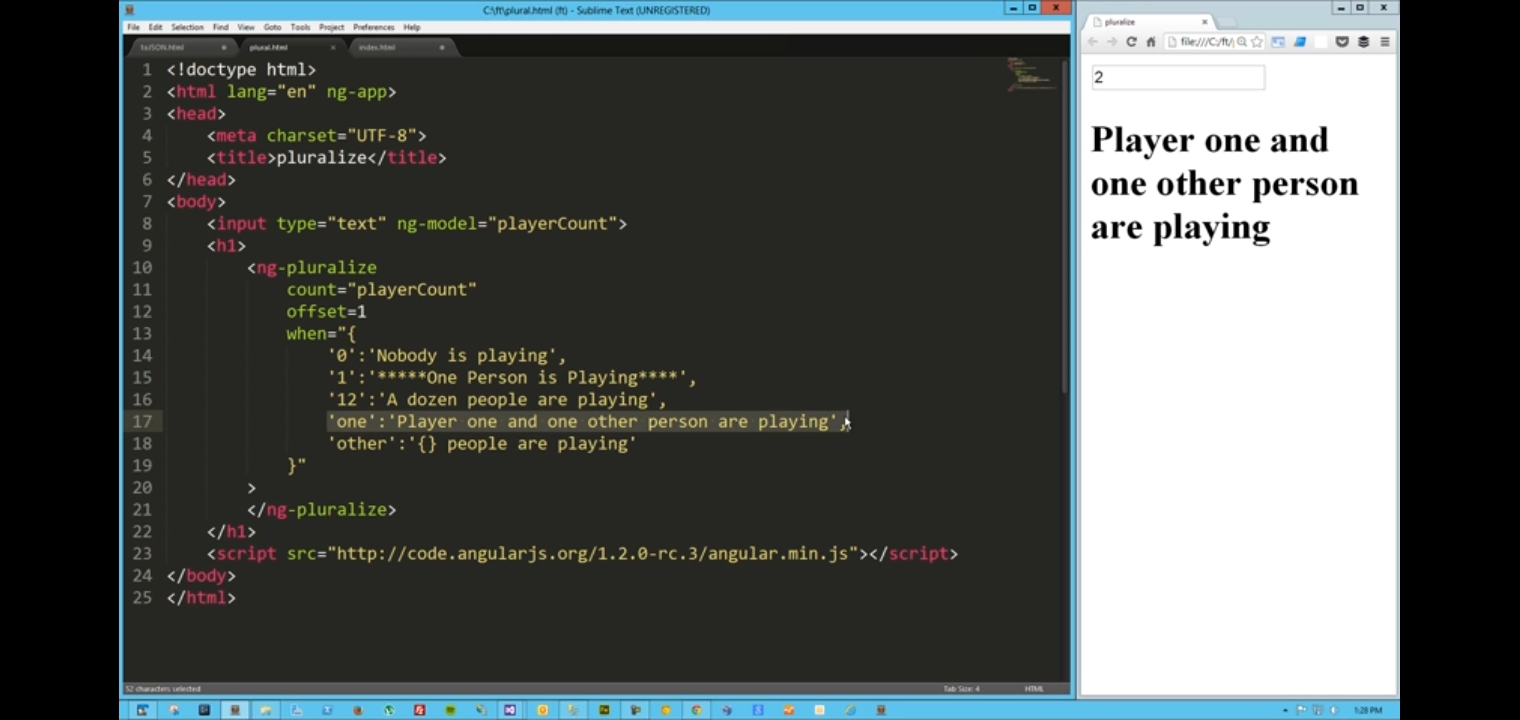 C:\ft\plural.html (ft) - Sublime Text (UNREGISTERED)
File Edit Selection Find View Goto Tools Project Preferences Help
toJSON.html plural.html index.html
1 <!doctype html>
2 <html lang="en" ng-app>
3 <head>
4 <meta charset="UTF-8">
5 <title>pluralize</title>
6 </head>
7 <body>
8 <input type="text" ng-model="playerCount">
9 <h1>
10 <ng-pluralize
11 count="playerCount"
12 offset=1
13 when="{
14 '0':'Nobody is playing',
15 '1':'*****One Person is Playing****',
16 '12':'A dozen people are playing',
17 'one':'Player one and one other person are playing',
18 'other':'{} people are playing'
19 }"
20 >
21 </ng-pluralize>
22 </h1>
23 <script src="http://code.angularjs.org/1.2.0-rc.3/angular.min.js"></script>
24 </body>
25 </html>
52 characters selected Tab Size: 4 HTML
pluralize
file:///C:/ft/
2
Player one and
one other person
are playing
1:28 PM